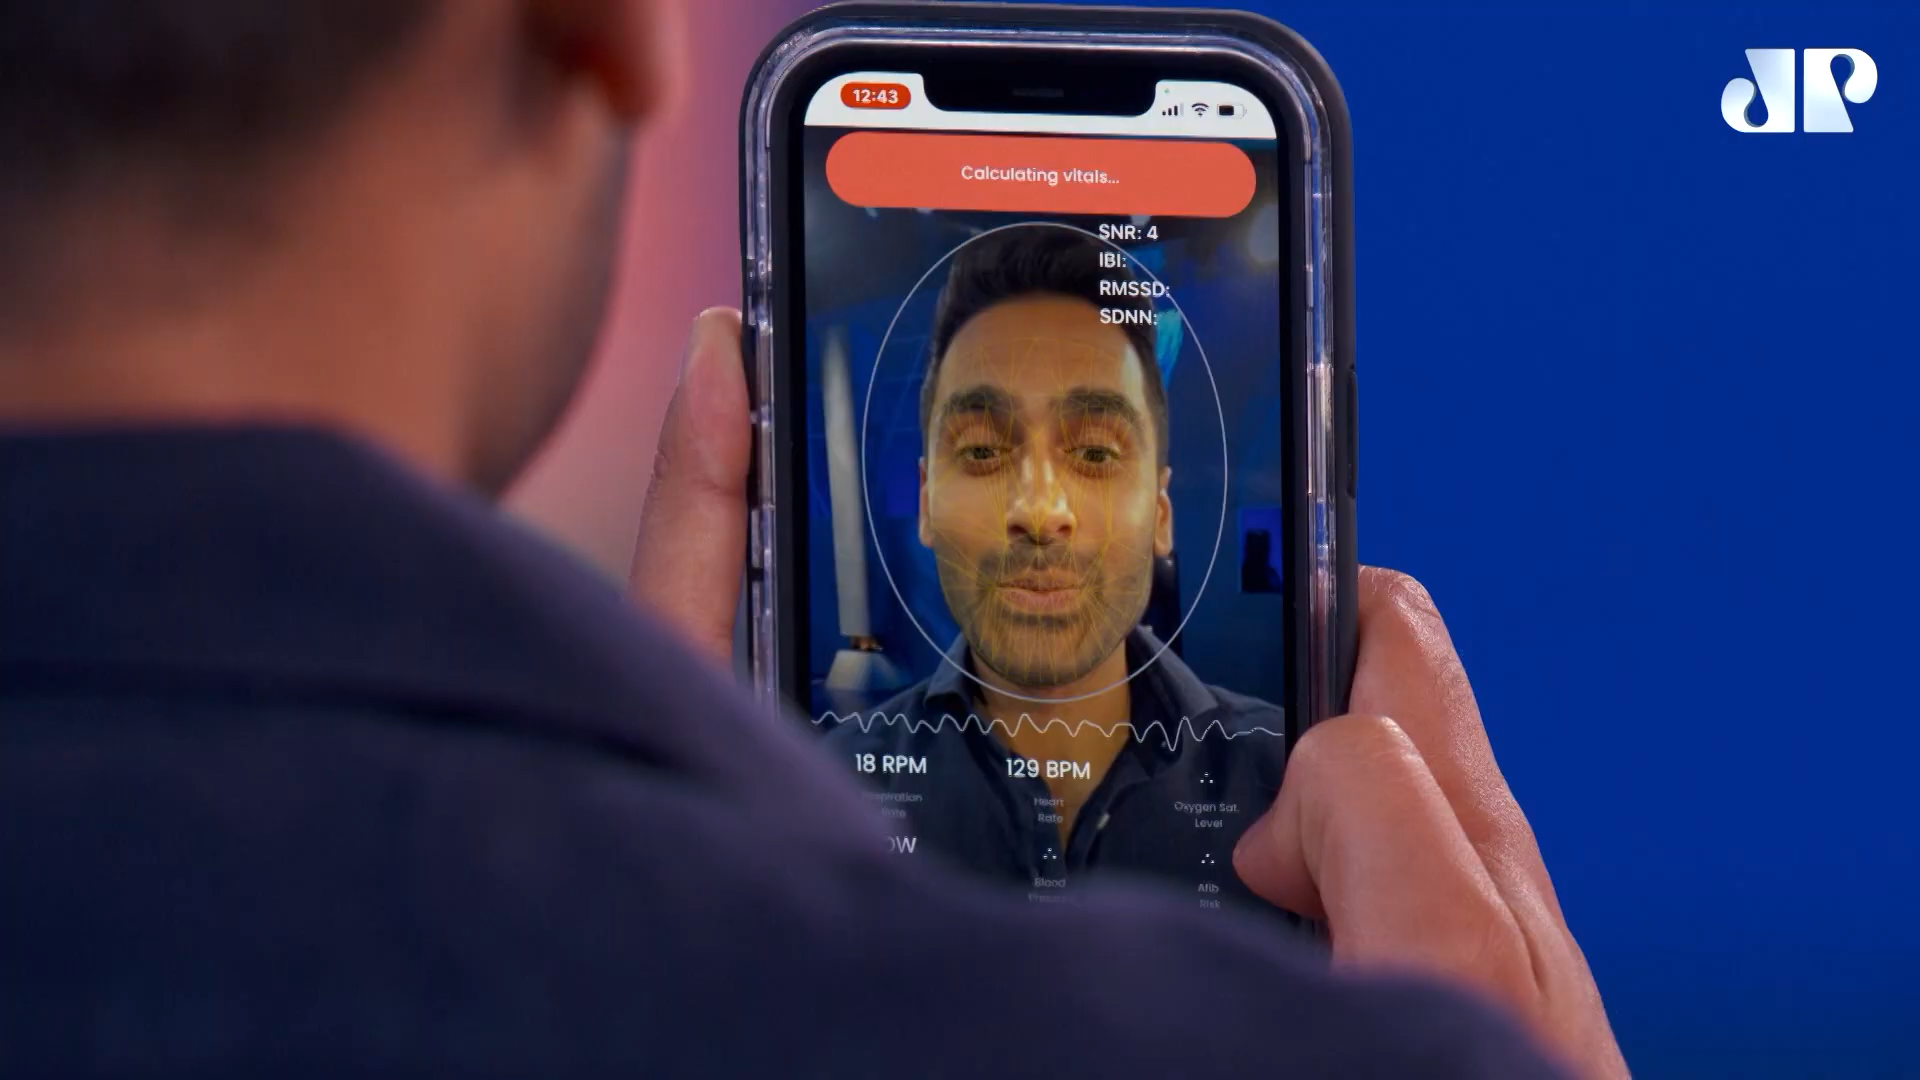 JP
12:43
Calculating vitals...
SNR: 4
IBI:
RMSSD:
SDNN:
18 RPM
129 BPM
Heart
Rate
Oxygen Sat.
Level
Blood
Afib
Risk